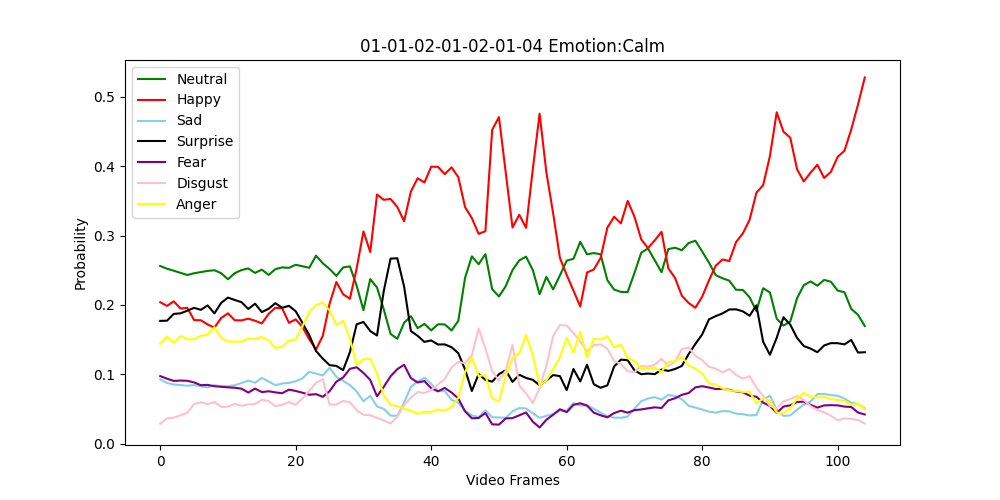 01-01-02-01-02-01-04 Emotion:Calm
Neutral
Happy
Sad
Surprise
Fear
Disgust
Anger
Probability
0.5
0.4
0.3
0.2
0.1
0.0
0 20 40 60 80 100
Video Frames